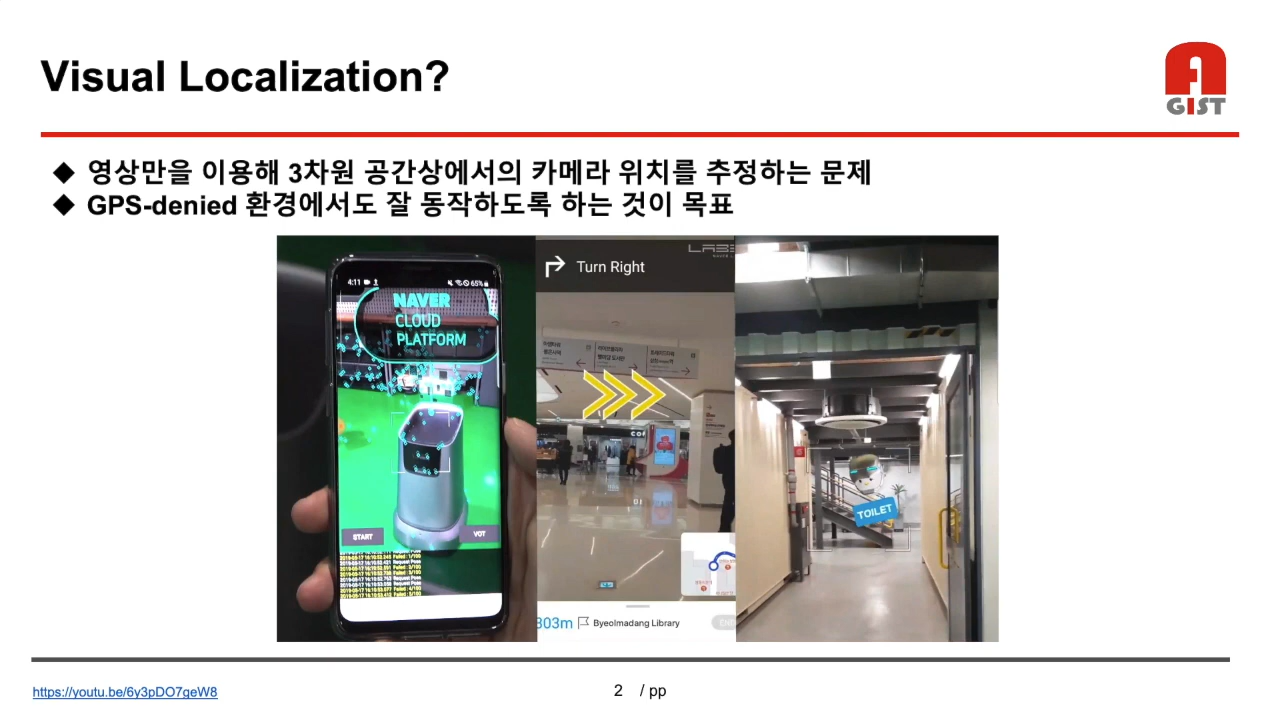 Visual Localization?
GIST
◆ 영상만을 이용해 3차원 공간상에서의 카메라 위치를 추정하는 문제
◆ GPS-denied 환경에서도 잘 동작하도록 하는 것이 목표
4:11
65%
NAVER
CLOUD
PLATFORM
START
VOT
Turn Right
303m
Byeolmadang Library
TOILET
https://youtu.be/6y3pDO7geW8
2 / pp